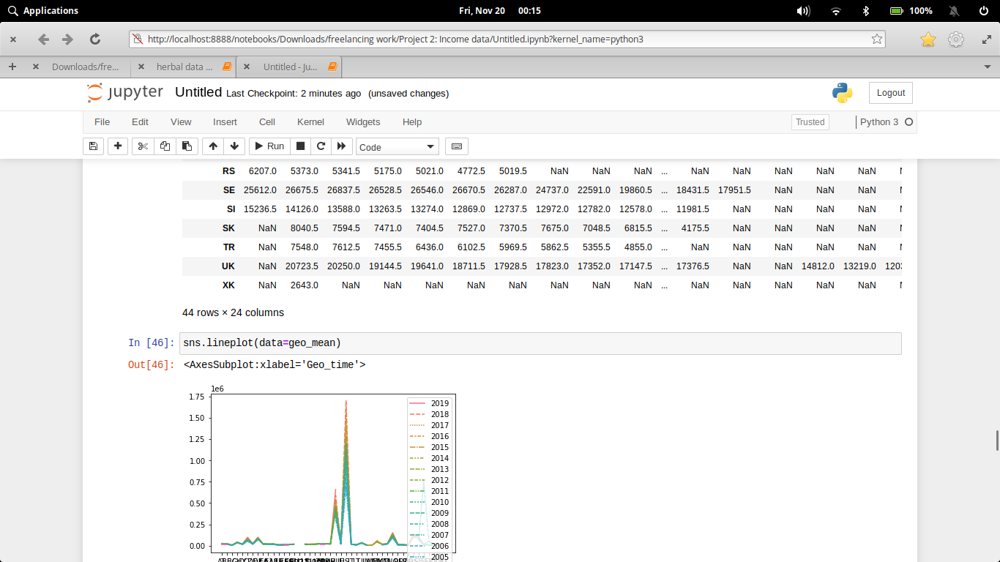 Applications
Fri, Nov 20 00:15
100%
http://localhost:8888/notebooks/Downloads/freelancing work/Project 2: Income data/Untitled.ipynb?kernel_name=python3
Downloads/fre...
herbal data ...
Untitled - Ju...
jupyter Untitled Last Checkpoint: 2 minutes ago (unsaved changes)
Logout
File Edit View Insert Cell Kernel Widgets Help
Trusted
Python 3
Run
Code
RS 6207.0 5373.0 5341.5 5175.0 5021.0 4772.5 5019.5 NaN NaN NaN ... NaN NaN NaN NaN NaN
SE 25612.0 26675.5 26837.5 26528.5 26546.0 26670.5 26287.0 24737.0 22591.0 19860.5 ... 18431.5 17951.5 NaN NaN NaN
SI 15236.5 14126.0 13588.0 13263.5 13274.0 12869.0 12737.5 12972.0 12782.0 12578.0 ... 11981.5 NaN NaN NaN NaN
SK NaN 8040.5 7594.5 7471.0 7404.5 7527.0 7370.5 7675.0 7048.5 6815.5 ... 4175.5 NaN NaN NaN NaN
TR NaN 7548.0 7612.5 7455.5 6436.0 6102.5 5969.5 5862.5 5355.5 4855.0 ... NaN NaN NaN NaN NaN
UK NaN 20723.5 20250.0 19144.5 19641.0 18711.5 17928.5 17823.0 17352.0 17147.5 ... 17376.5 NaN NaN 14812.0 13219.0
XK NaN 2643.0 NaN NaN NaN NaN NaN NaN NaN NaN ... NaN NaN NaN NaN NaN
44 rows × 24 columns
In [46]: sns.lineplot(data=geo_mean)
Out[46]: <AxesSubplot:xlabel='Geo_time'>
1e6
1.75
1.50
1.25
1.00
0.75
0.50
0.25
0.00
2019
2018
2017
2016
2015
2014
2013
2012
2011
2010
2009
2008
2007
2006
2005